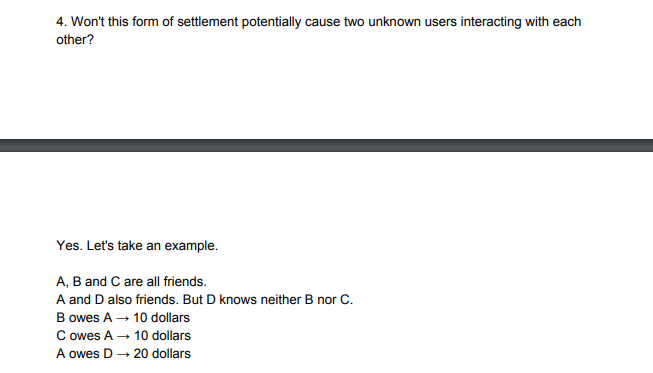 4. Won't this form of settlement potentially cause two unknown users interacting with each
other?
Yes. Let's take an example.
A, B and C are all friends.
A and D also friends. But D knows neither B nor C.
B owes A → 10 dollars
C owes A → 10 dollars
A owes D → 20 dollars